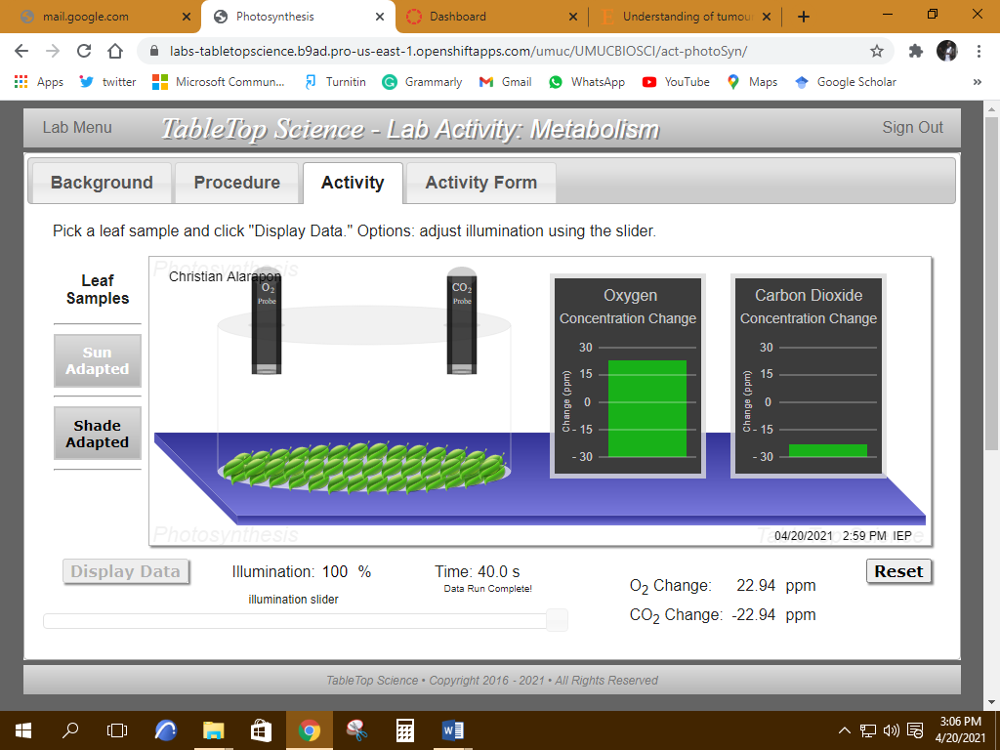 mail.google.com
Photosynthesis
Dashboard
Understanding of tumou
labs-tabletopscience.b9ad.pro-us-east-1.openshiftapps.com/umuc/UMUCBIOSCI/act-photoSyn/
Apps
twitter
Microsoft Commun...
Turnitin
Grammarly
Gmail
WhatsApp
YouTube
Maps
Google Scholar
»
Lab Menu
TableTop Science - Lab Activity: Metabolism
Sign Out
Background
Procedure
Activity
Activity Form
Pick a leaf sample and click "Display Data." Options: adjust illumination using the slider.
Leaf
Samples
Sun
Adapted
Shade
Adapted
Photosynthesis
Christian Alarapon
O2
Probe
CO2
Probe
Oxygen
Concentration Change
Change (ppm)
30
15
0
- 15
- 30
Carbon Dioxide
Concentration Change
Change (ppm)
30
15
0
- 15
- 30
Photosynthesis
04/20/2021 2:59 PM IEP
Display Data
Illumination: 100 %
illumination slider
Time: 40.0 s
Data Run Complete!
O2 Change: 22.94 ppm
CO2 Change: -22.94 ppm
Reset
TableTop Science • Copyright 2016 - 2021 • All Rights Reserved
3:06 PM
4/20/2021